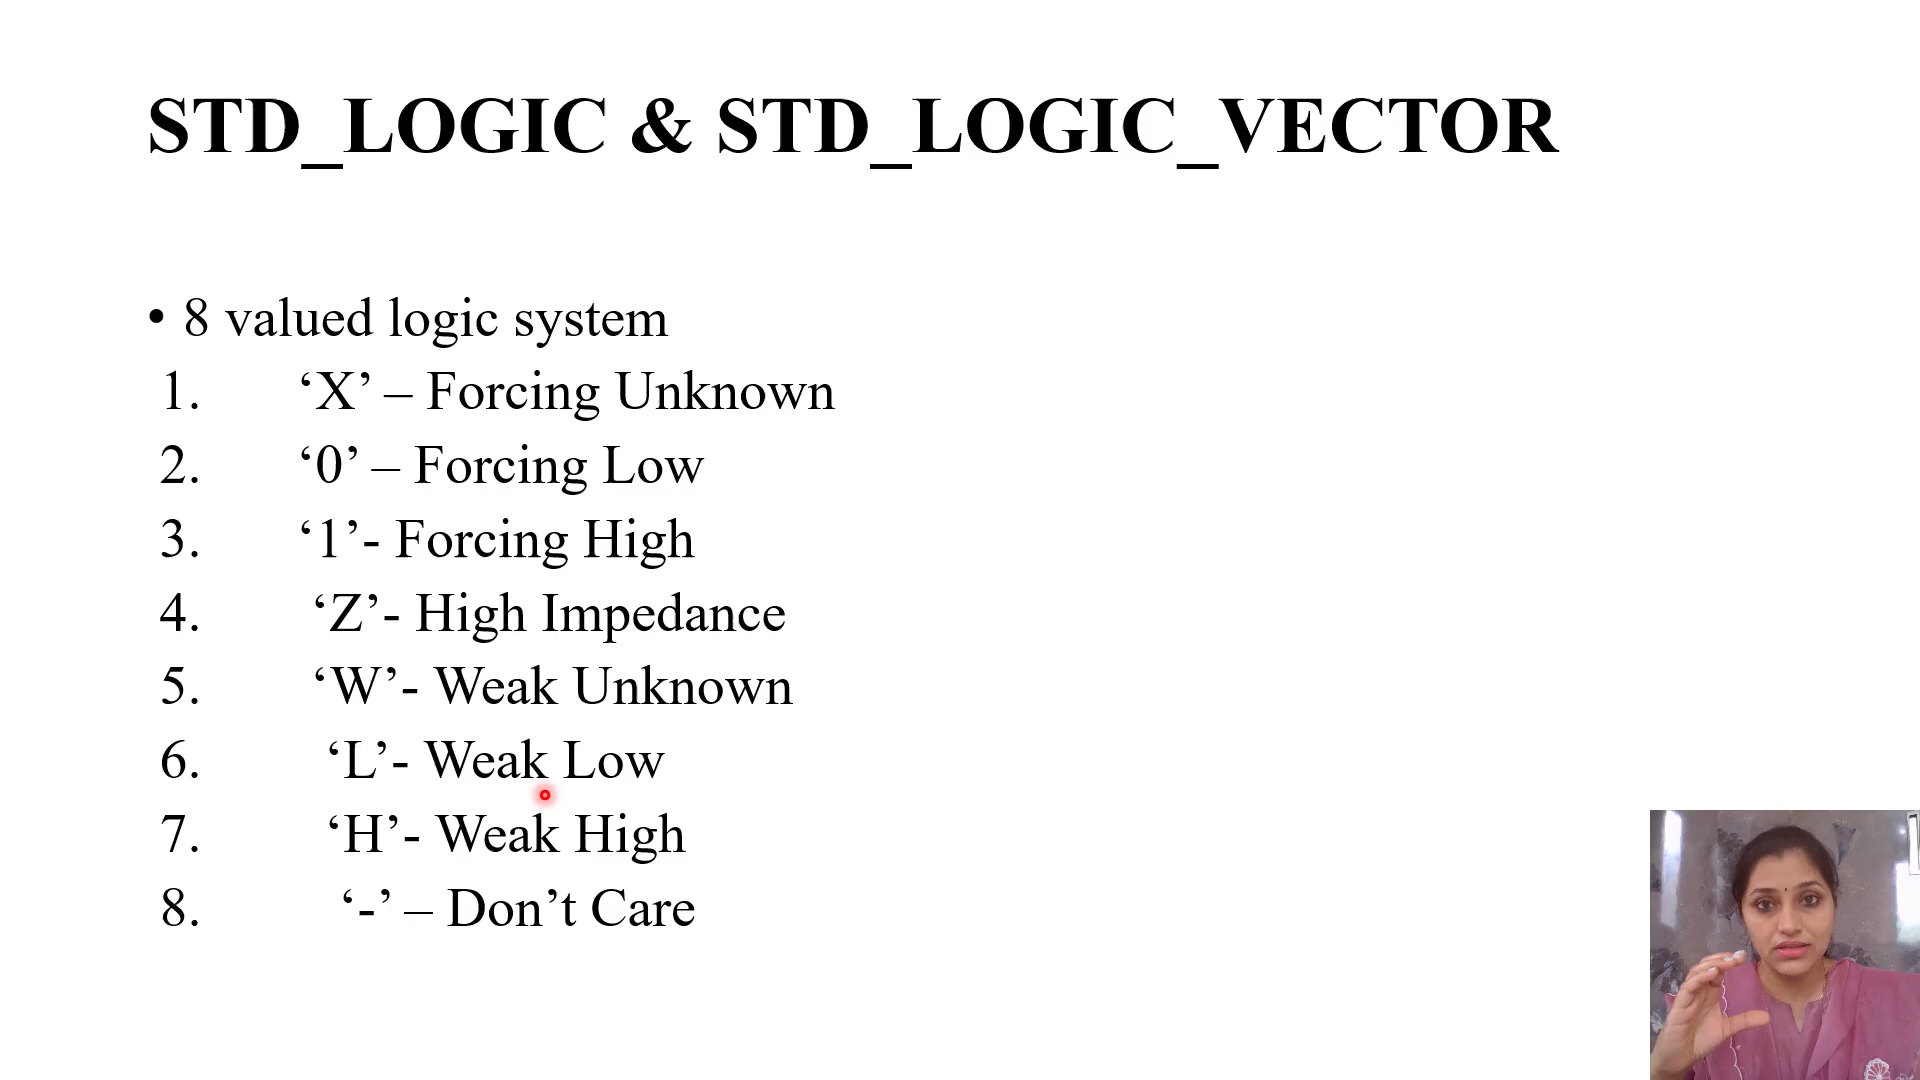 STD_LOGIC & STD_LOGIC_VECTOR
• 8 valued logic system
1. ‘X’ – Forcing Unknown
2. ‘0’ – Forcing Low
3. ‘1’- Forcing High
4. ‘Z’- High Impedance
5. ‘W’- Weak Unknown
6. ‘L’- Weak Low
7. ‘H’- Weak High
8. ‘-’ – Don’t Care